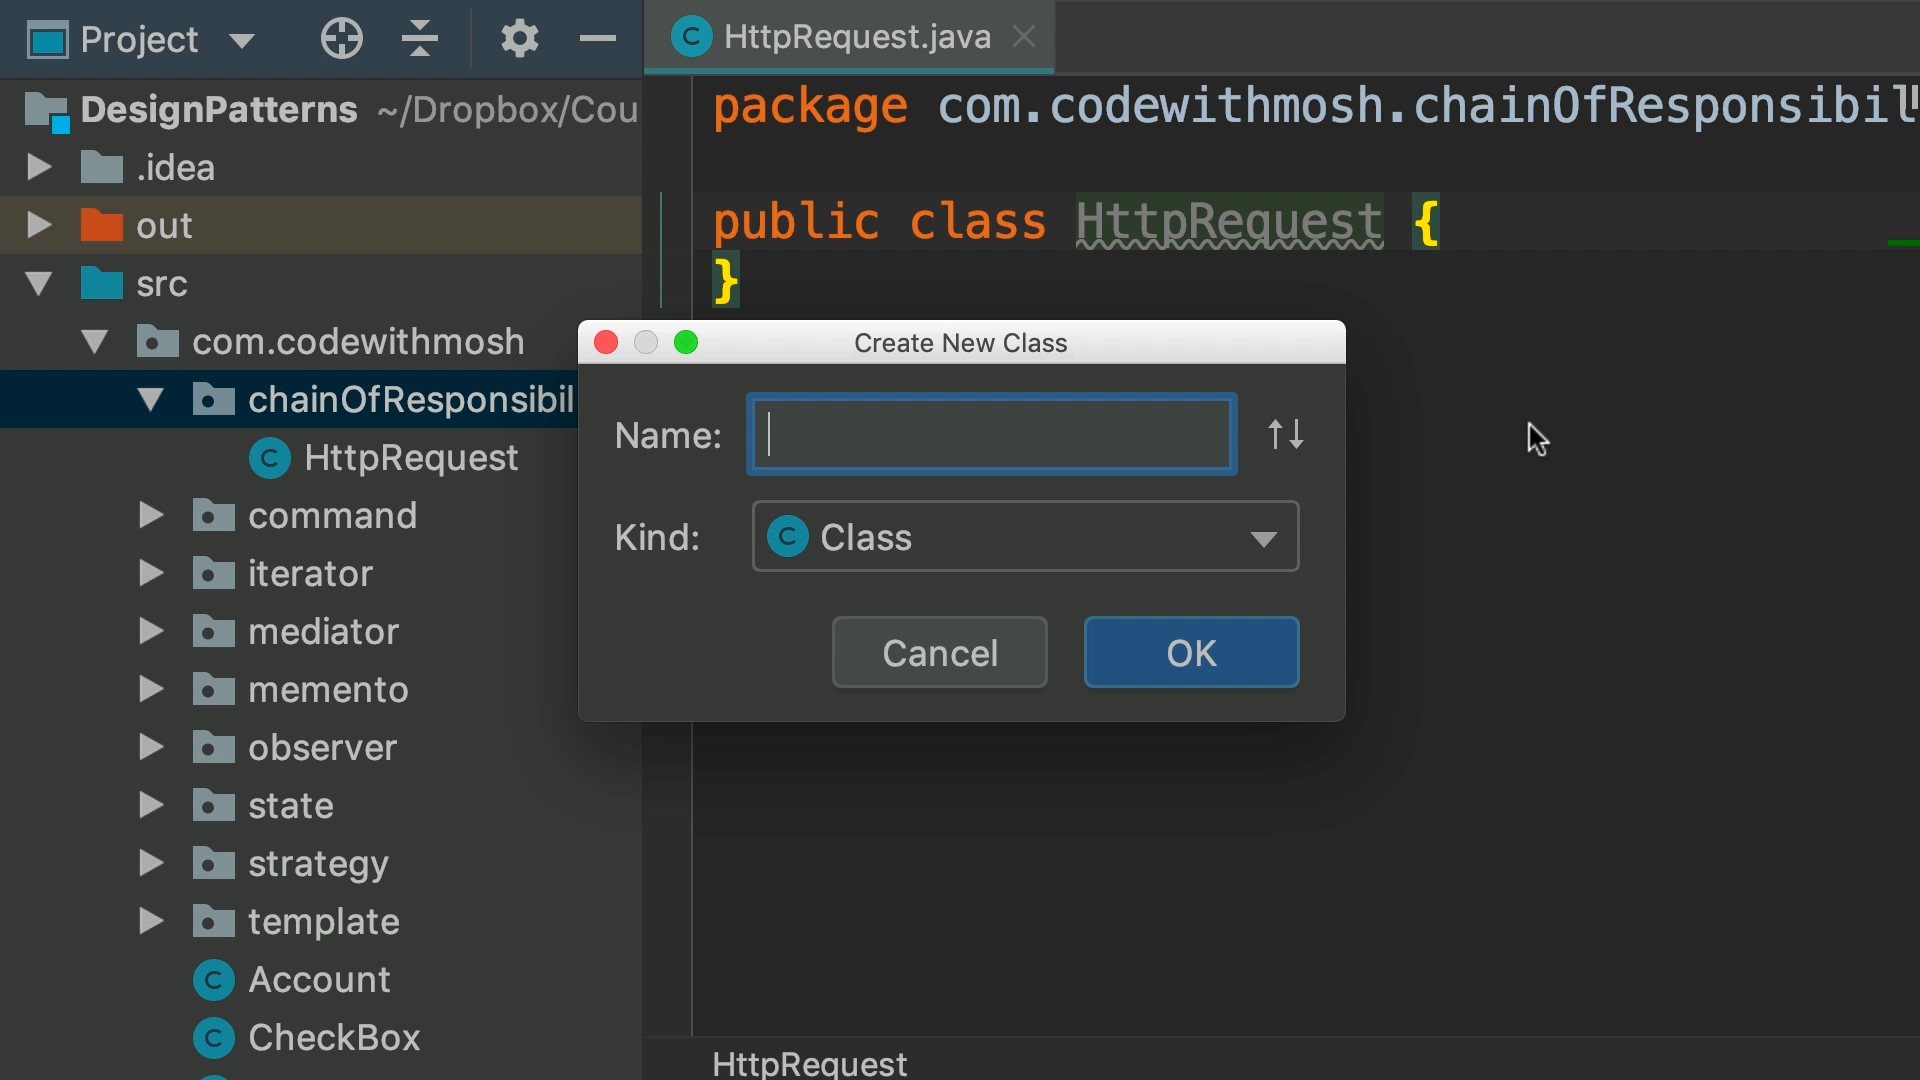 Project
HttpRequest.java
DesignPatterns ~/Dropbox/Cou
.idea
out
src
com.codewithmosh
chainOfResponsibil
HttpRequest
command
iterator
mediator
memento
observer
state
strategy
template
Account
CheckBox
package com.codewithmosh.chainOfResponsibil
public class HttpRequest {
}
Create New Class
Name:
Kind: C Class
Cancel OK
HttpRequest